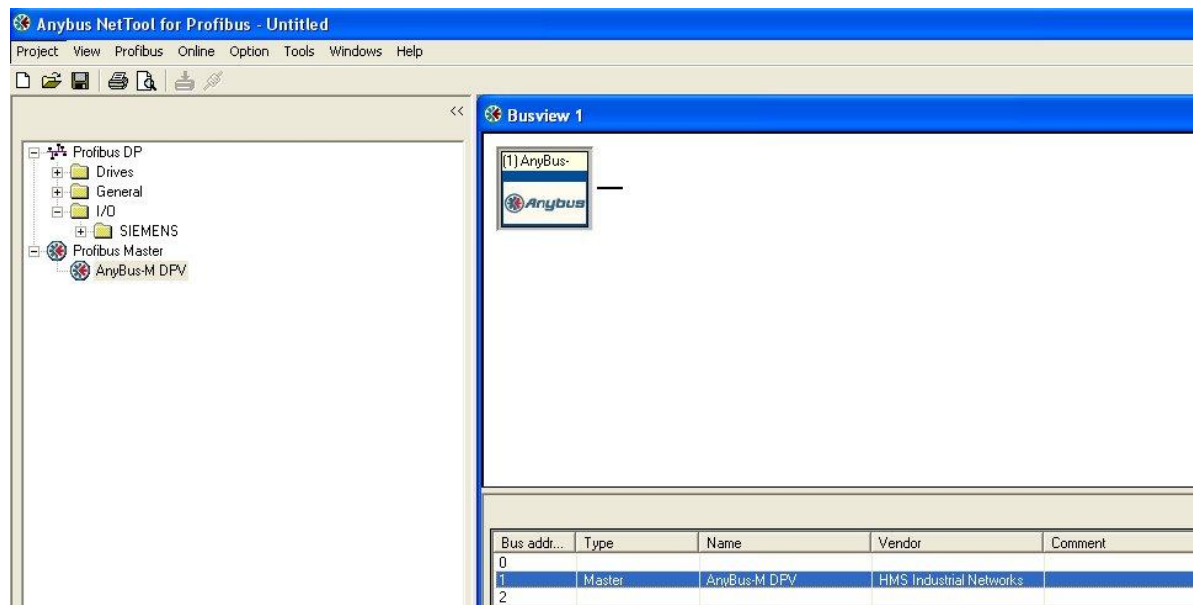 Anybus NetTool for Profibus - Untitled
Project View Profibus Online Option Tools Windows Help
<<
Profibus DP
Drives
General
I/O
SIEMENS
Profibus Master
AnyBus-M DPV
Busview 1
(1) AnyBus-
Anybus
Bus addr... Type Name Vendor Comment
0
1 Master AnyBus-M DPV HMS Industrial Networks
2